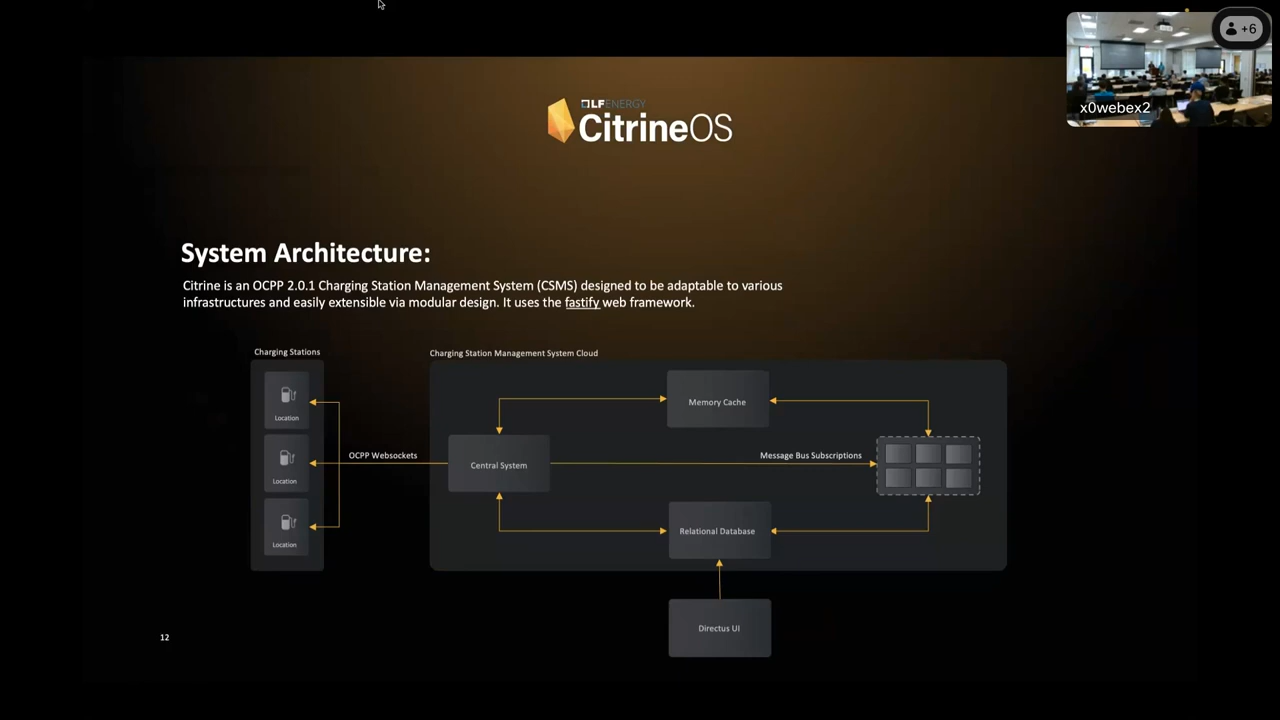 +6
x0webex2
LFENERGY
CitrineOS
System Architecture:
Citrine is an OCPP 2.0.1 Charging Station Management System (CSMS) designed to be adaptable to various
infrastructures and easily extensible via modular design. It uses the fastify web framework.
Charging Stations
Charging Station Management System Cloud
Location
Memory Cache
OCPP Websockets
Central System
Message Bus Subscriptions
Location
Relational Database
Location
Directus UI
12